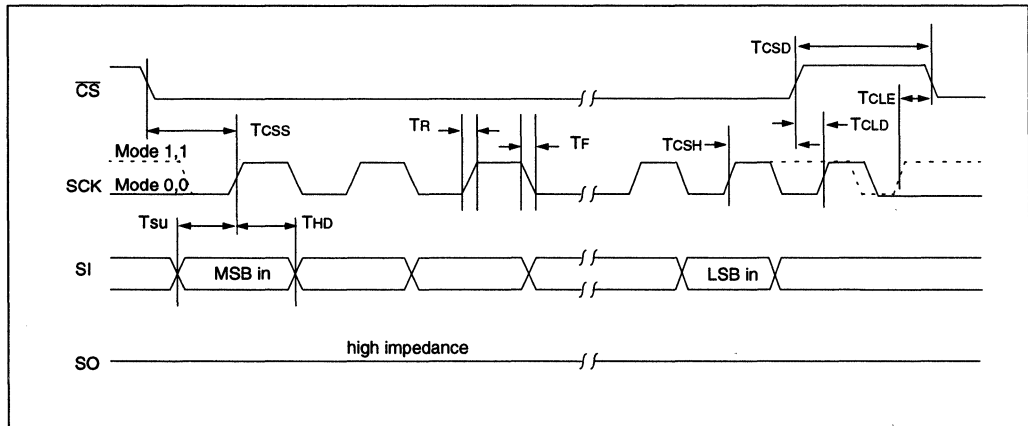 TCSD
CS
TCLE
TCSS
TR
TF
TCSH
TCLD
Mode 1,1
SCK
Mode 0,0
Tsu
THD
SI
MSB in
LSB in
high impedance
SO